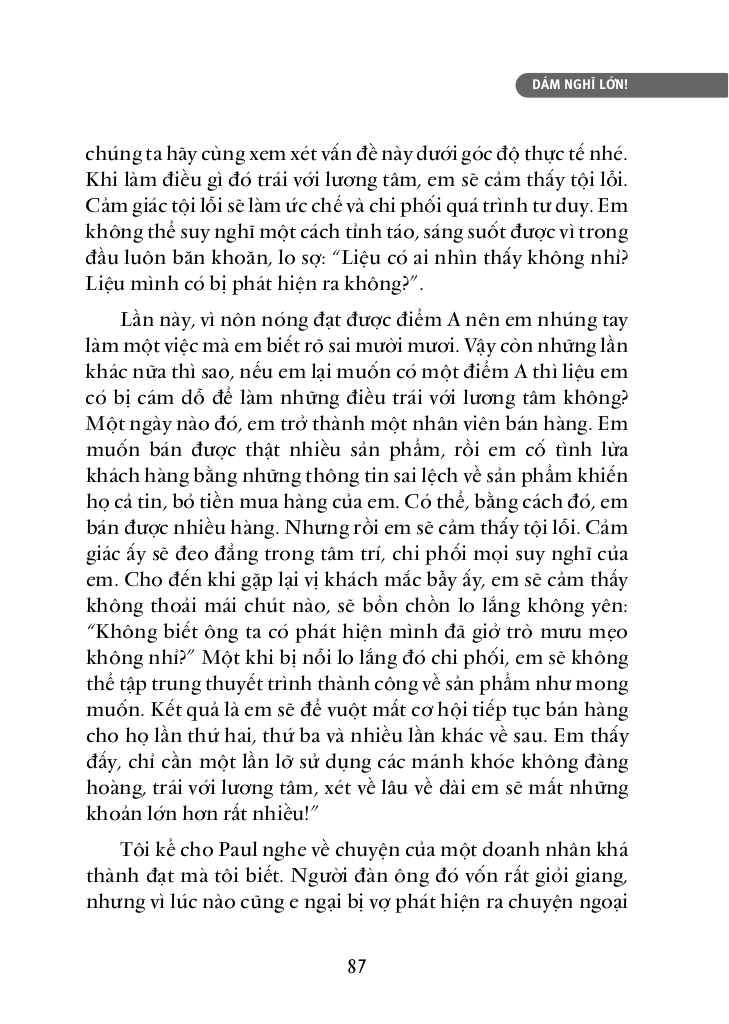 DÁM NGHĨ LỚN!
chúng ta hãy cùng xem xét vấn đề này dưới góc độ thực tế nhé.
Khi làm điều gì đó trái với lương tâm, em sẽ cảm thấy tội lỗi.
Cảm giác tội lỗi sẽ làm ức chế và chi phối quá trình tư duy. Em
không thể suy nghĩ một cách tỉnh táo, sáng suốt được vì trong
đầu luôn băn khoăn, lo sợ: “Liệu có ai nhìn thấy không nhỉ?
Liệu mình có bị phát hiện ra không?”.
Lần này, vì nôn nóng đạt được điểm A nên em nhúng tay
làm một việc mà em biết rõ sai mười mươi. Vậy còn những lần
khác nữa thì sao, nếu em lại muốn có một điểm A thì liệu em
có bị cám dỗ để làm những điều trái với lương tâm không?
Một ngày nào đó, em trở thành một nhân viên bán hàng. Em
muốn bán được thật nhiều sản phẩm, rồi em cố tình lừa
khách hàng bằng những thông tin sai lệch về sản phẩm khiến
họ cả tin, bỏ tiền mua hàng của em. Có thể, bằng cách đó, em
bán được nhiều hàng. Nhưng rồi em sẽ cảm thấy tội lỗi. Cảm
giác ấy sẽ đeo đẳng trong tâm trí, chi phối mọi suy nghĩ của
em. Cho đến khi gặp lại vị khách mắc bẫy ấy, em sẽ cảm thấy
không thoải mái chút nào, sẽ bồn chồn lo lắng không yên:
“Không biết ông ta có phát hiện mình đã giở trò mưu mẹo
không nhỉ?” Một khi bị nỗi lo lắng đó chi phối, em sẽ không
thể tập trung thuyết trình thành công về sản phẩm như mong
muốn. Kết quả là em sẽ để vuột mất cơ hội tiếp tục bán hàng
cho họ lần thứ hai, thứ ba và nhiều lần khác về sau. Em thấy
đấy, chỉ cần một lần lỡ sử dụng các mánh khóe không đàng
hoàng, trái với lương tâm, xét về lâu về dài em sẽ mất những
khoản lớn hơn rất nhiều!”
Tôi kể cho Paul nghe về chuyện của một doanh nhân khá
thành đạt mà tôi biết. Người đàn ông đó vốn rất giỏi giang,
nhưng vì lúc nào cũng e ngại bị vợ phát hiện ra chuyện ngoại
87